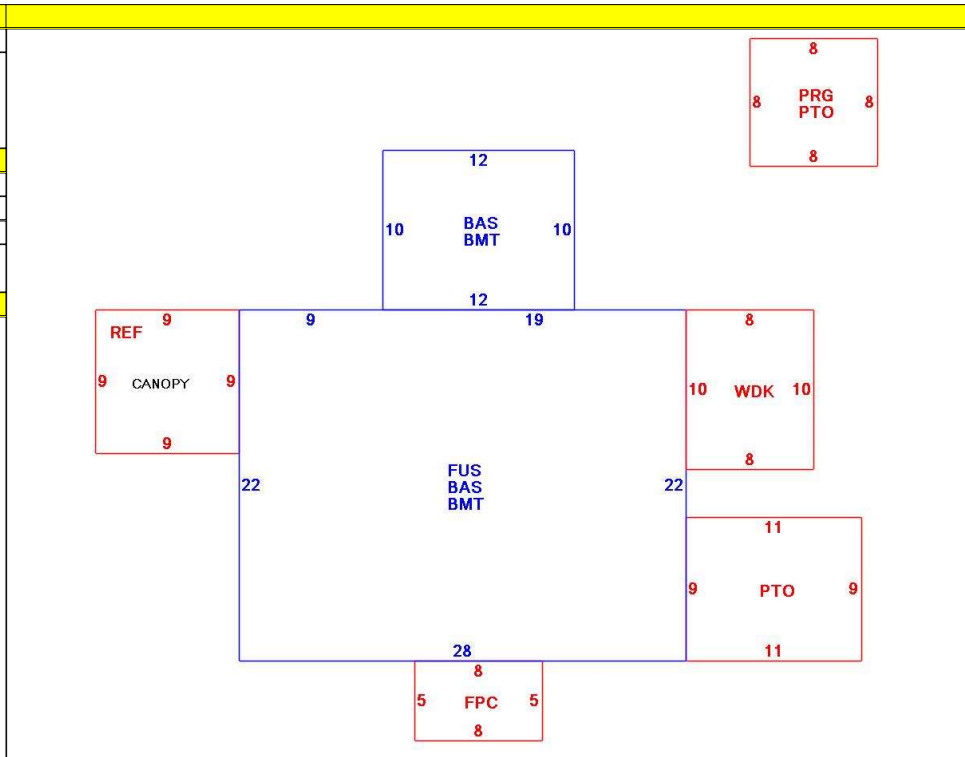 8
8 PRG 8
PTO
8
12
10 BAS 10
BMT
12
9 9 19 8
REF
9 CANOPY 9
10 WDK 10
9
8
22 FUS 22
BAS
BMT
11
9 PTO 9
28 11
8
5 FPC 5
8